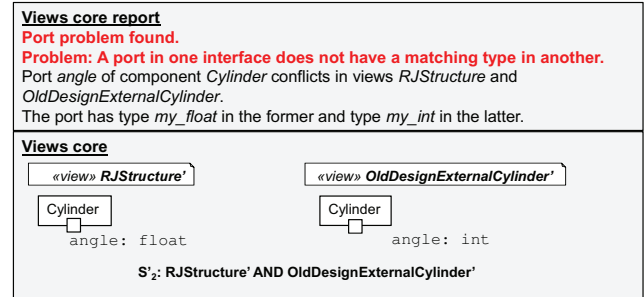 Views core report
Port problem found.
Problem: A port in one interface does not have a matching type in another.
Port angle of component Cylinder conflicts in views RJStructure and
OldDesignExternalCylinder.
The port has type my_float in the former and type my_int in the latter.
Views core
«view» RJStructure’
«view» OldDesignExternalCylinder’
Cylinder
Cylinder
angle: float
angle: int
S’2: RJStructure’ AND OldDesignExternalCylinder’